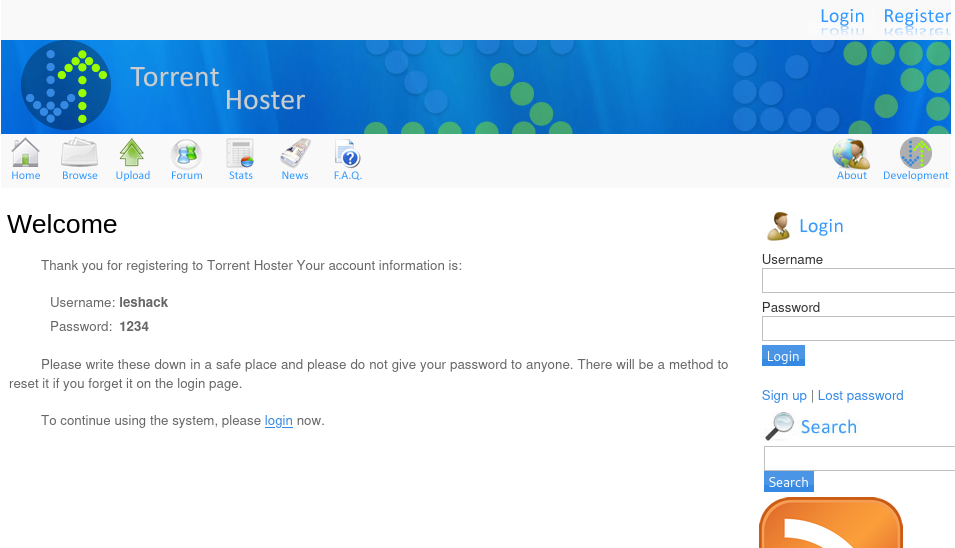 Login Register
Torrent
Hoster
Home Browse Upload Forum Stats News F.A.Q. About Development
Welcome
Thank you for registering to Torrent Hoster Your account information is:
Username: leshack
Password: 1234
Please write these down in a safe place and please do not give your password to anyone. There will be a method to
reset it if you forget it on the login page.
To continue using the system, please login now.
Login
Username
Password
Login
Sign up | Lost password
Search
Search